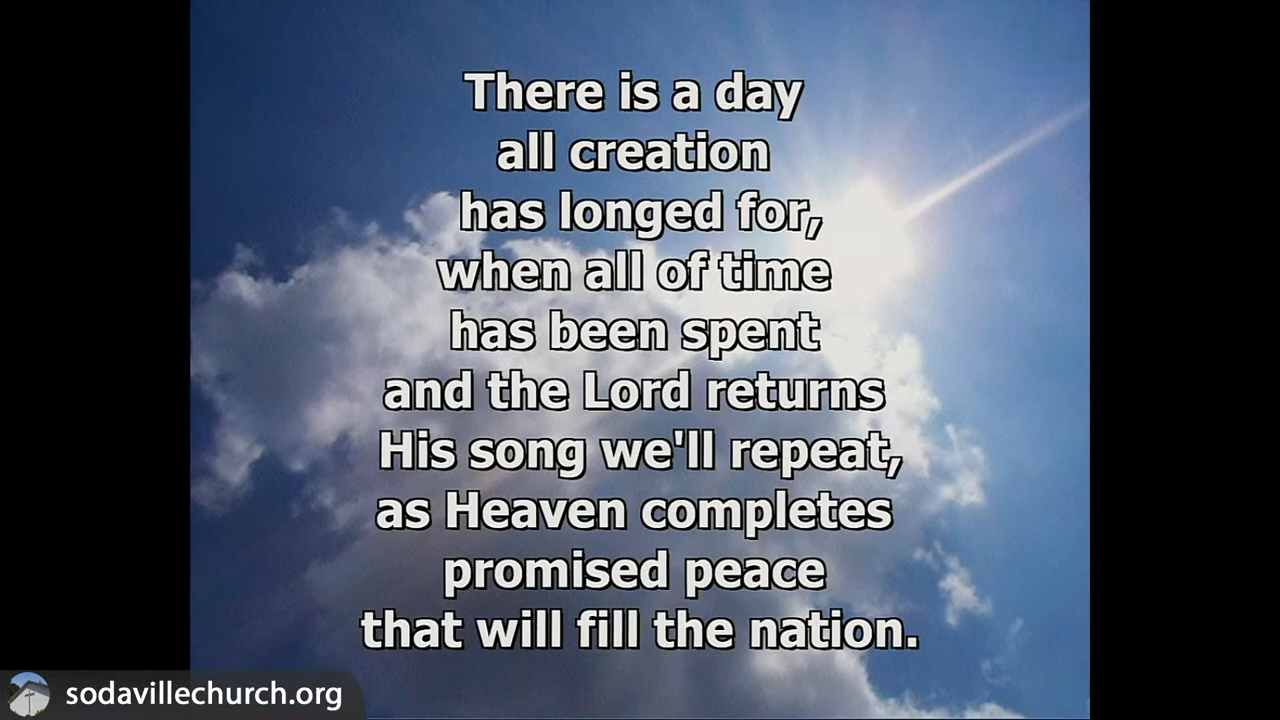 There is a day
all creation
has longed for,
when all of time
has been spent
and the Lord returns
His song we'll repeat,
as Heaven completes
promised peace
that will fill the nation.
sodavillechurch.org